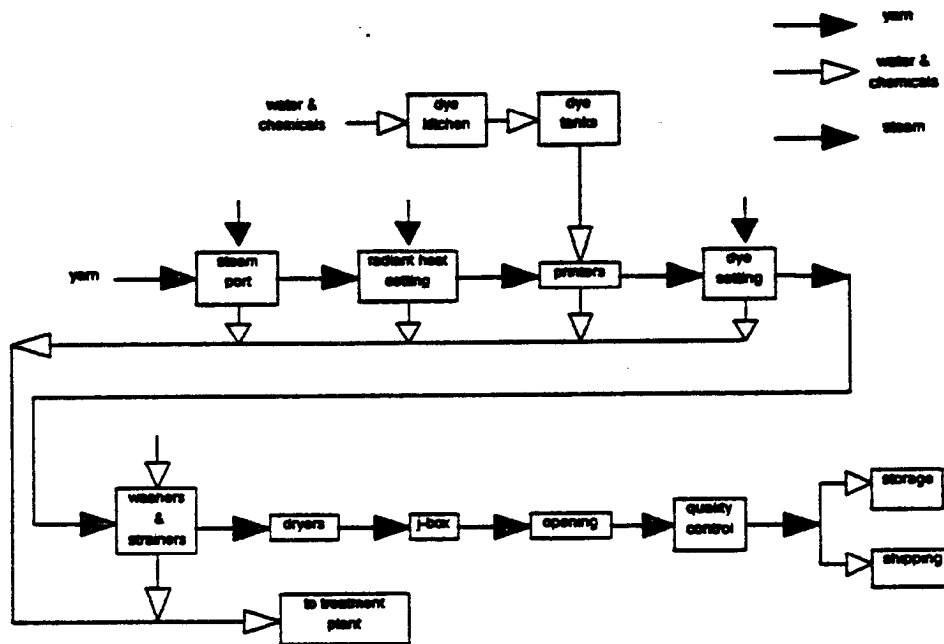 yarn
water &
chemicals
steam
water &
chemicals
dye
kitchen
dye
tanks
yarn
steam
port
radiant heat
setting
printers
dye
setting
washers
&
strainers
dryers
j-box
opening
quality
control
storage
shipping
to treatment
plant